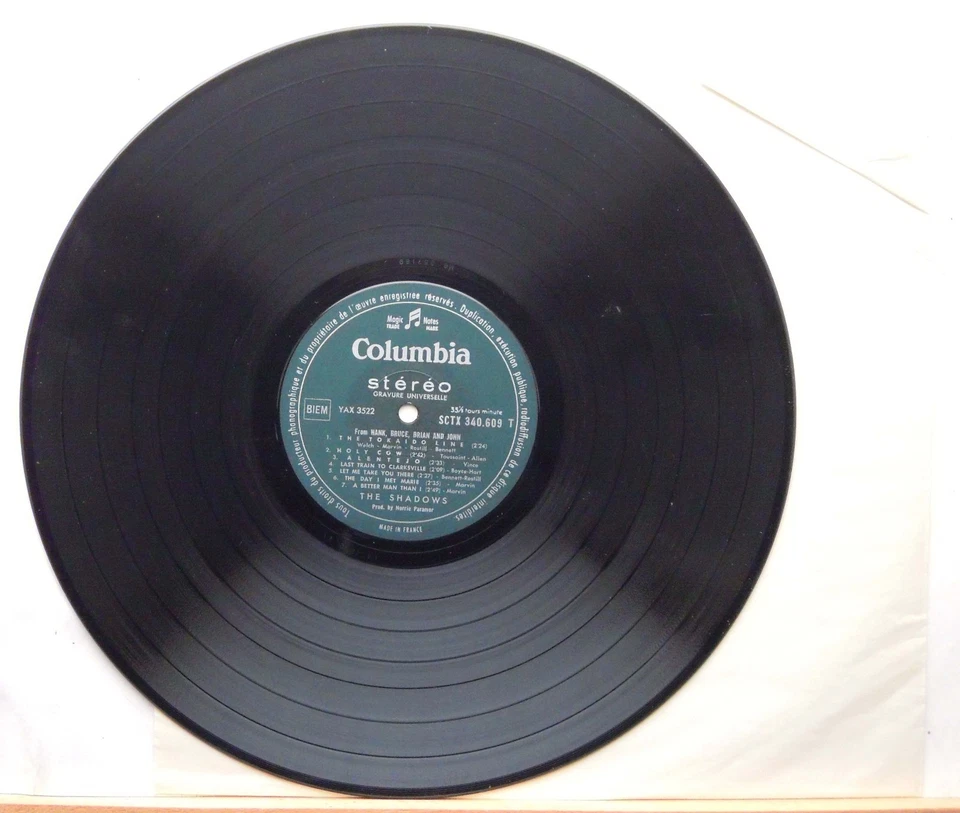 Tous droits du producteur phonographique et du propriétaire de l'œuvre enregistrée réservés. Duplication, exécution publique, radiodiffusion de ce disque interdites
Magic Notes
TRADE MARK
Columbia
stéréo
GRAVURE UNIVERSELLE
BIEM YAX 3522 33⅓ tours minute
SCTX 340.609 T
From HANK, BRUCE, BRIAN AND JOHN
1. THE TOKAIDO LINE (2:24)
Welch - Marvin - Rostill - Bennett
2. HOLY COW (2:42) - Toussaint - Allen
3. ALENTEJO (2:35) Vince
4. LAST TRAIN TO CLARKSVILLE (2:09) - Boyce-Hart
5. LET ME TAKE YOU THERE (2:27) - Bennett-Rostill
6. THE DAY I MET MARIE (2:35) - Marvin
7. A BETTER MAN THAN I (2:49) - Marvin
THE SHADOWS
Prod. by Norrie Paramor
MADE IN FRANCE